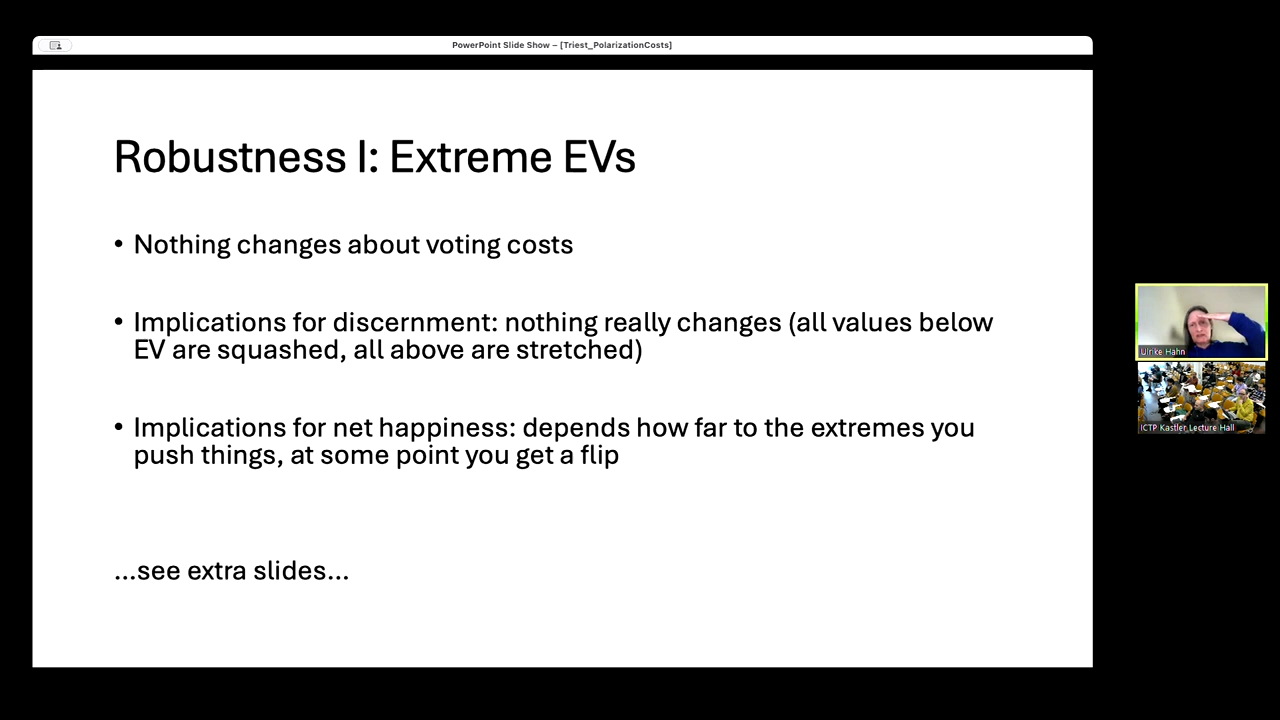 PowerPoint Slide Show – [Triest_PolarizationCosts]
Robustness I: Extreme EVs
• Nothing changes about voting costs
• Implications for discernment: nothing really changes (all values below
EV are squashed, all above are stretched)
• Implications for net happiness: depends how far to the extremes you
push things, at some point you get a flip
...see extra slides...
Ulrike Hahn
ICTP Kastler Lecture Hall